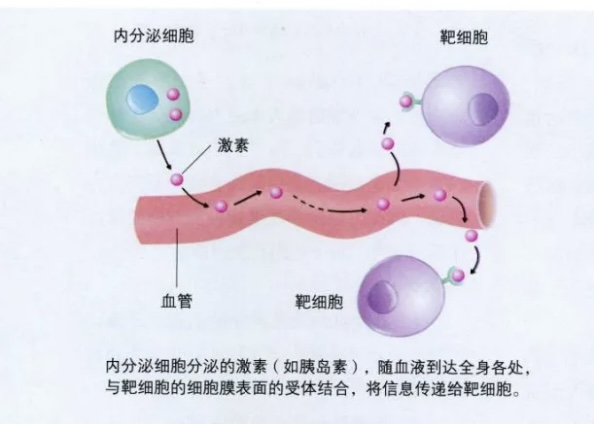 内分泌细胞
靶细胞
激素
血管
靶细胞
内分泌细胞分泌的激素（如胰岛素），随血液到达全身各处，
与靶细胞的细胞膜表面的受体结合，将信息传递给靶细胞。